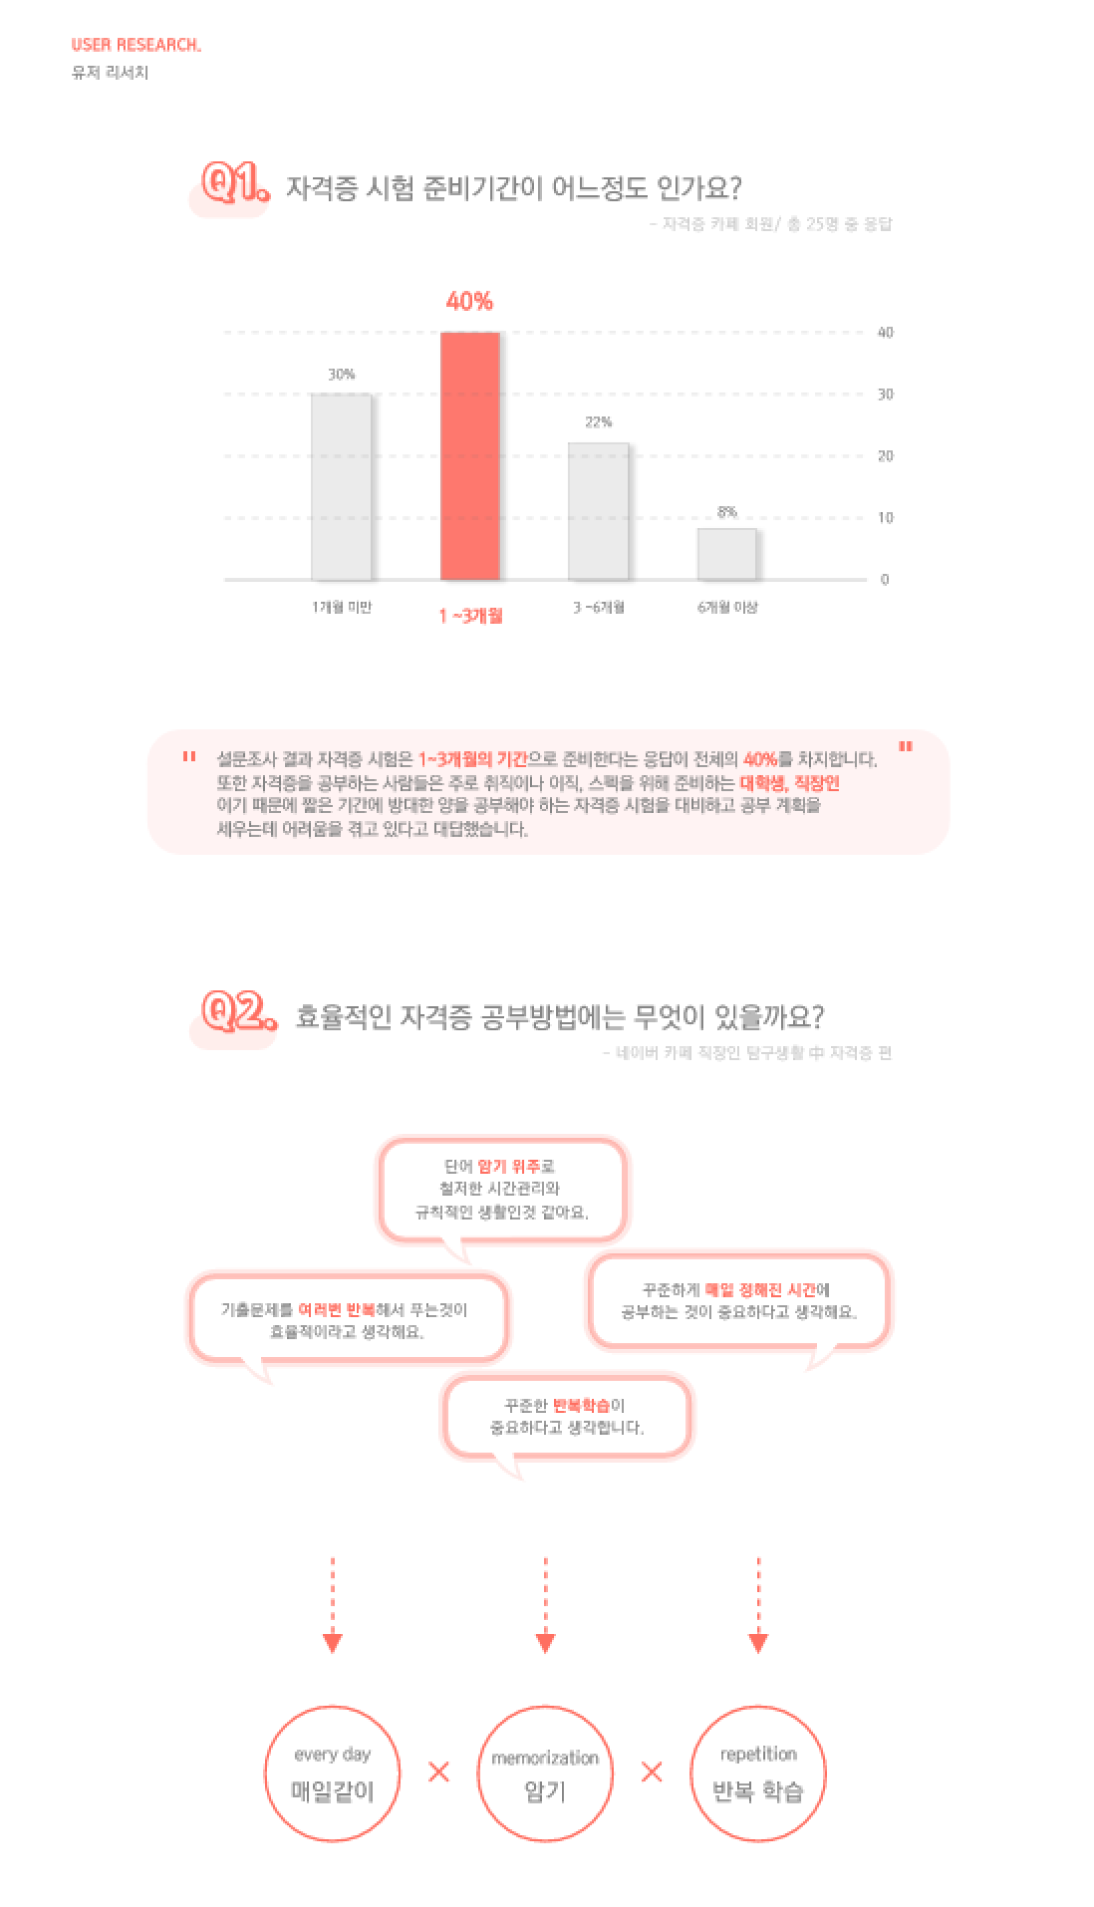 USER RESEARCH.
유저 리서치
Q1. 자격증 시험 준비기간이 어느정도 인가요?
- 자격증 카페 회원/ 총 25명 중 응답
40%
40
30%
30
22%
20
8%
10
0
1개월 미만
1 ~3개월
3 ~6개월
6개월 이상
" 설문조사 결과 자격증 시험은 1~3개월의 기간으로 준비한다는 응답이 전체의 40%를 차지합니다. "
또한 자격증을 공부하는 사람들은 주로 취직이나 이직, 스펙을 위해 준비하는 대학생, 직장인
이기 때문에 짧은 기간에 방대한 양을 공부해야 하는 자격증 시험을 대비하고 공부 계획을
세우는데 어려움을 겪고 있다고 대답했습니다.
Q2. 효율적인 자격증 공부방법에는 무엇이 있을까요?
- 네이버 카페 직장인 탐구생활 中 자격증 편
단어 암기 위주로
철저한 시간관리와
규칙적인 생활인것 같아요.
꾸준하게 매일 정해진 시간에
공부하는 것이 중요하다고 생각해요.
기출문제를 여러번 반복해서 푸는것이
효율적이라고 생각해요.
꾸준한 반복학습이
중요하다고 생각합니다.
every day
매일같이
×
memorization
암기
×
repetition
반복 학습